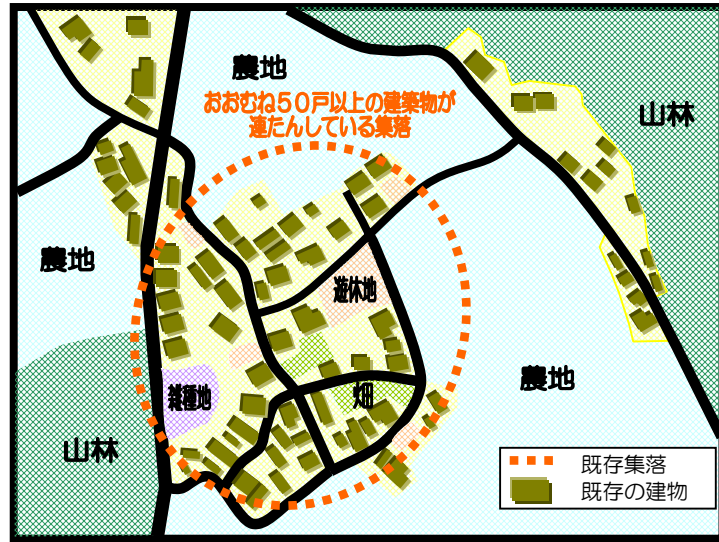 農地
おおむね５０戸以上の建築物が
連たんしている集落
山林
農地
遊休地
農地
雑種地
畑
山林
既存集落
既存の建物